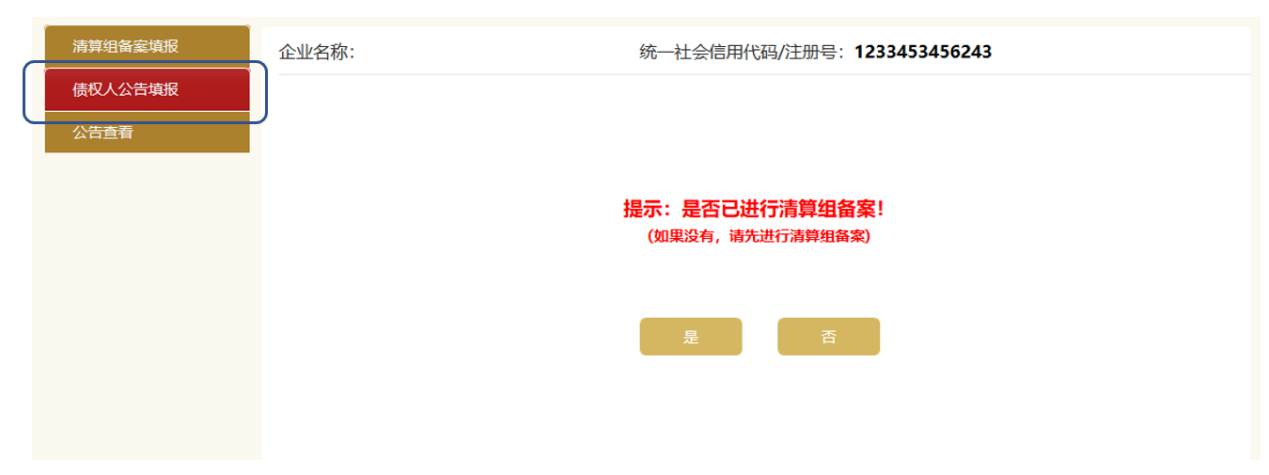 清算组备案填报
债权人公告填报
公告查看
企业名称：
统一社会信用代码/注册号：1233453456243
提示：是否已进行清算组备案！
（如果没有，请先进行清算组备案）
是
否